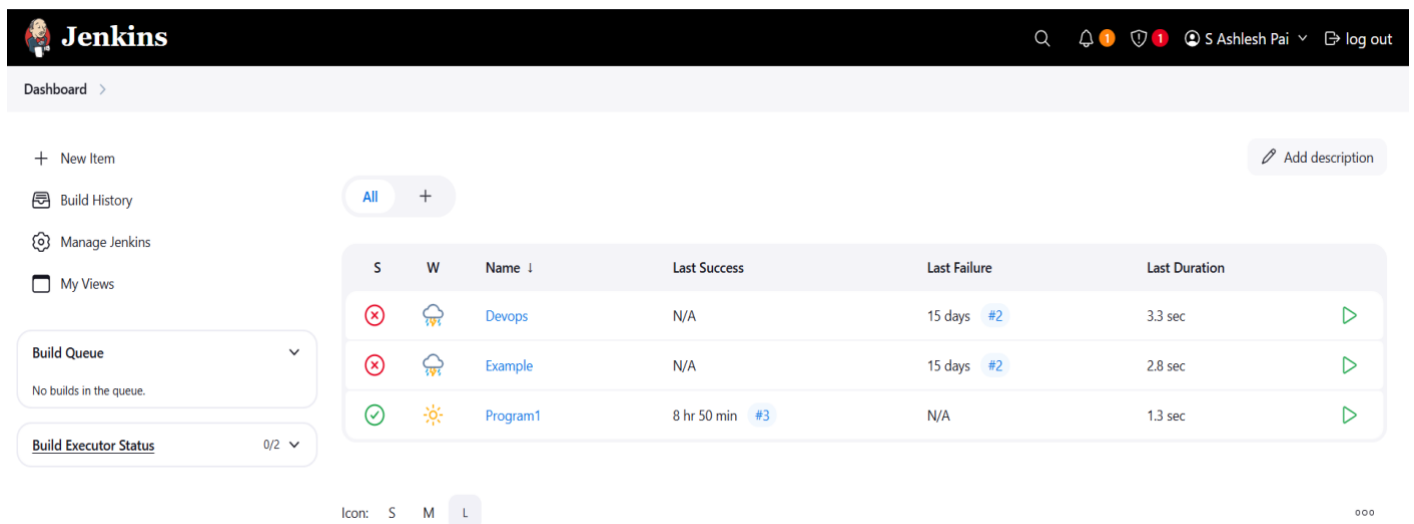 Jenkins
1 1 S Ashlesh Pai log out
Dashboard
New Item
Build History
Manage Jenkins
My Views
Build Queue
No builds in the queue.
Build Executor Status 0/2
Add description
All +
S W Name ↓ Last Success Last Failure Last Duration
Devops N/A 15 days #2 3.3 sec
Example N/A 15 days #2 2.8 sec
Program1 8 hr 50 min #3 N/A 1.3 sec
Icon: S M L